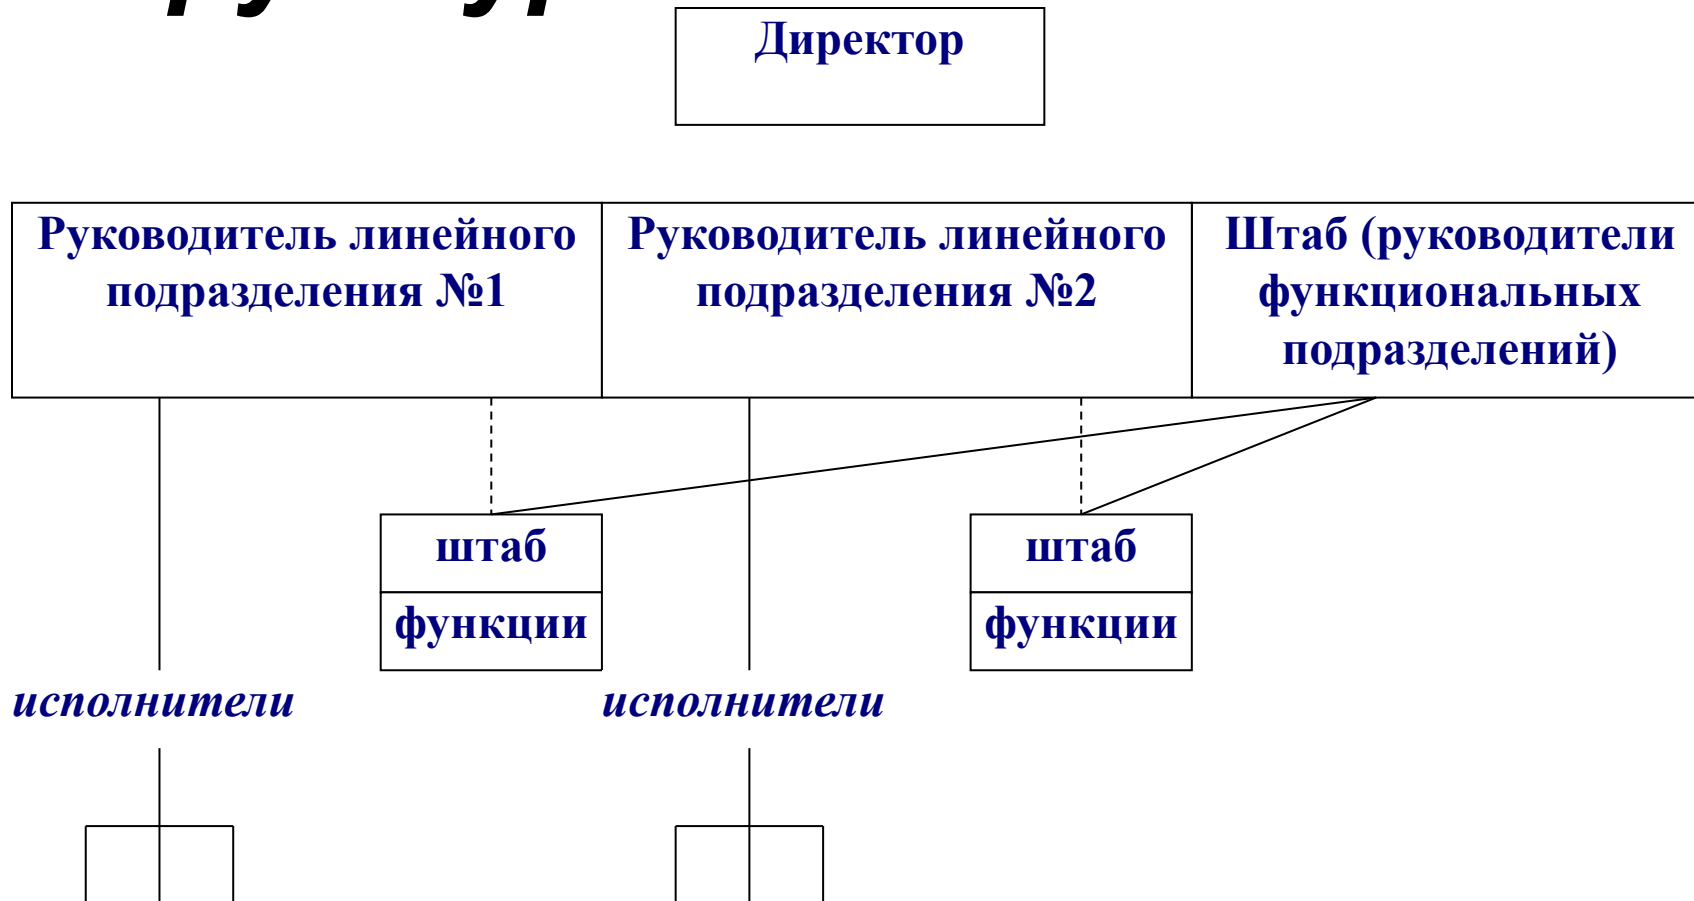 Директор
Руководитель линейного
подразделения №1
Руководитель линейного
подразделения №2
Штаб (руководители
функциональных
подразделений)
штаб
функции
штаб
функции
исполнители
исполнители